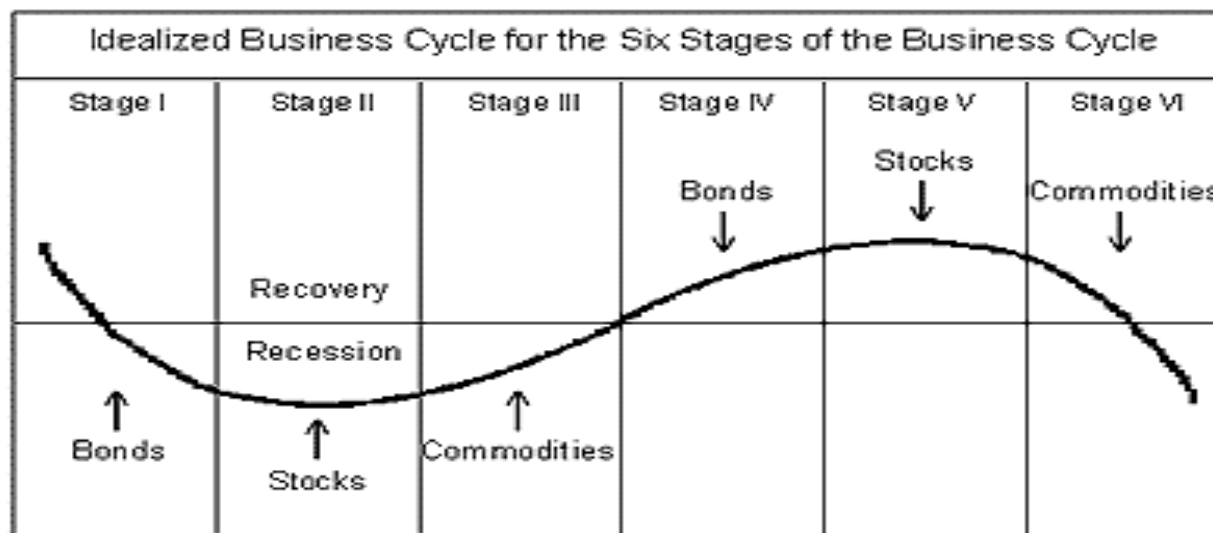 Idealized Business Cycle for the Six Stages of the Business Cycle
Stage I Stage II Stage III Stage IV Stage V Stage VI
Stocks
Bonds Commodities
Recovery
Recession
Bonds Commodities
Stocks